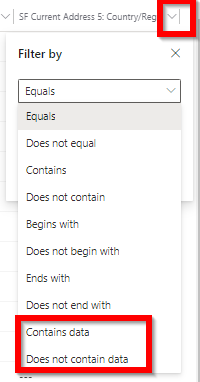 SF Current Address 5: Country/Reg
Filter by
Equals
Equals
Does not equal
Contains
Does not contain
Begins with
Does not begin with
Ends with
Does not end with
Contains data
Does not contain data